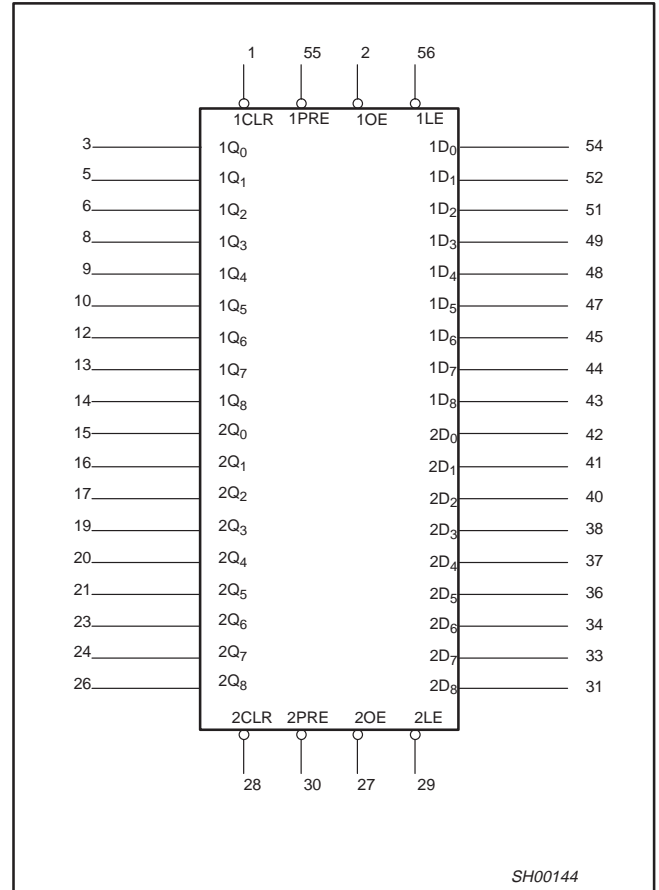 1 55 2 56
1CLR 1PRE 1OE 1LE
3 1Q0 1D0 54
5 1Q1 1D1 52
6 1Q2 1D2 51
8 1Q3 1D3 49
9 1Q4 1D4 48
10 1Q5 1D5 47
12 1Q6 1D6 45
13 1Q7 1D7 44
14 1Q8 1D8 43
15 2Q0 2D0 42
16 2Q1 2D1 41
17 2Q2 2D2 40
19 2Q3 2D3 38
20 2Q4 2D4 37
21 2Q5 2D5 36
23 2Q6 2D6 34
24 2Q7 2D7 33
26 2Q8 2D8 31
2CLR 2PRE 2OE 2LE
28 30 27 29
SH00144